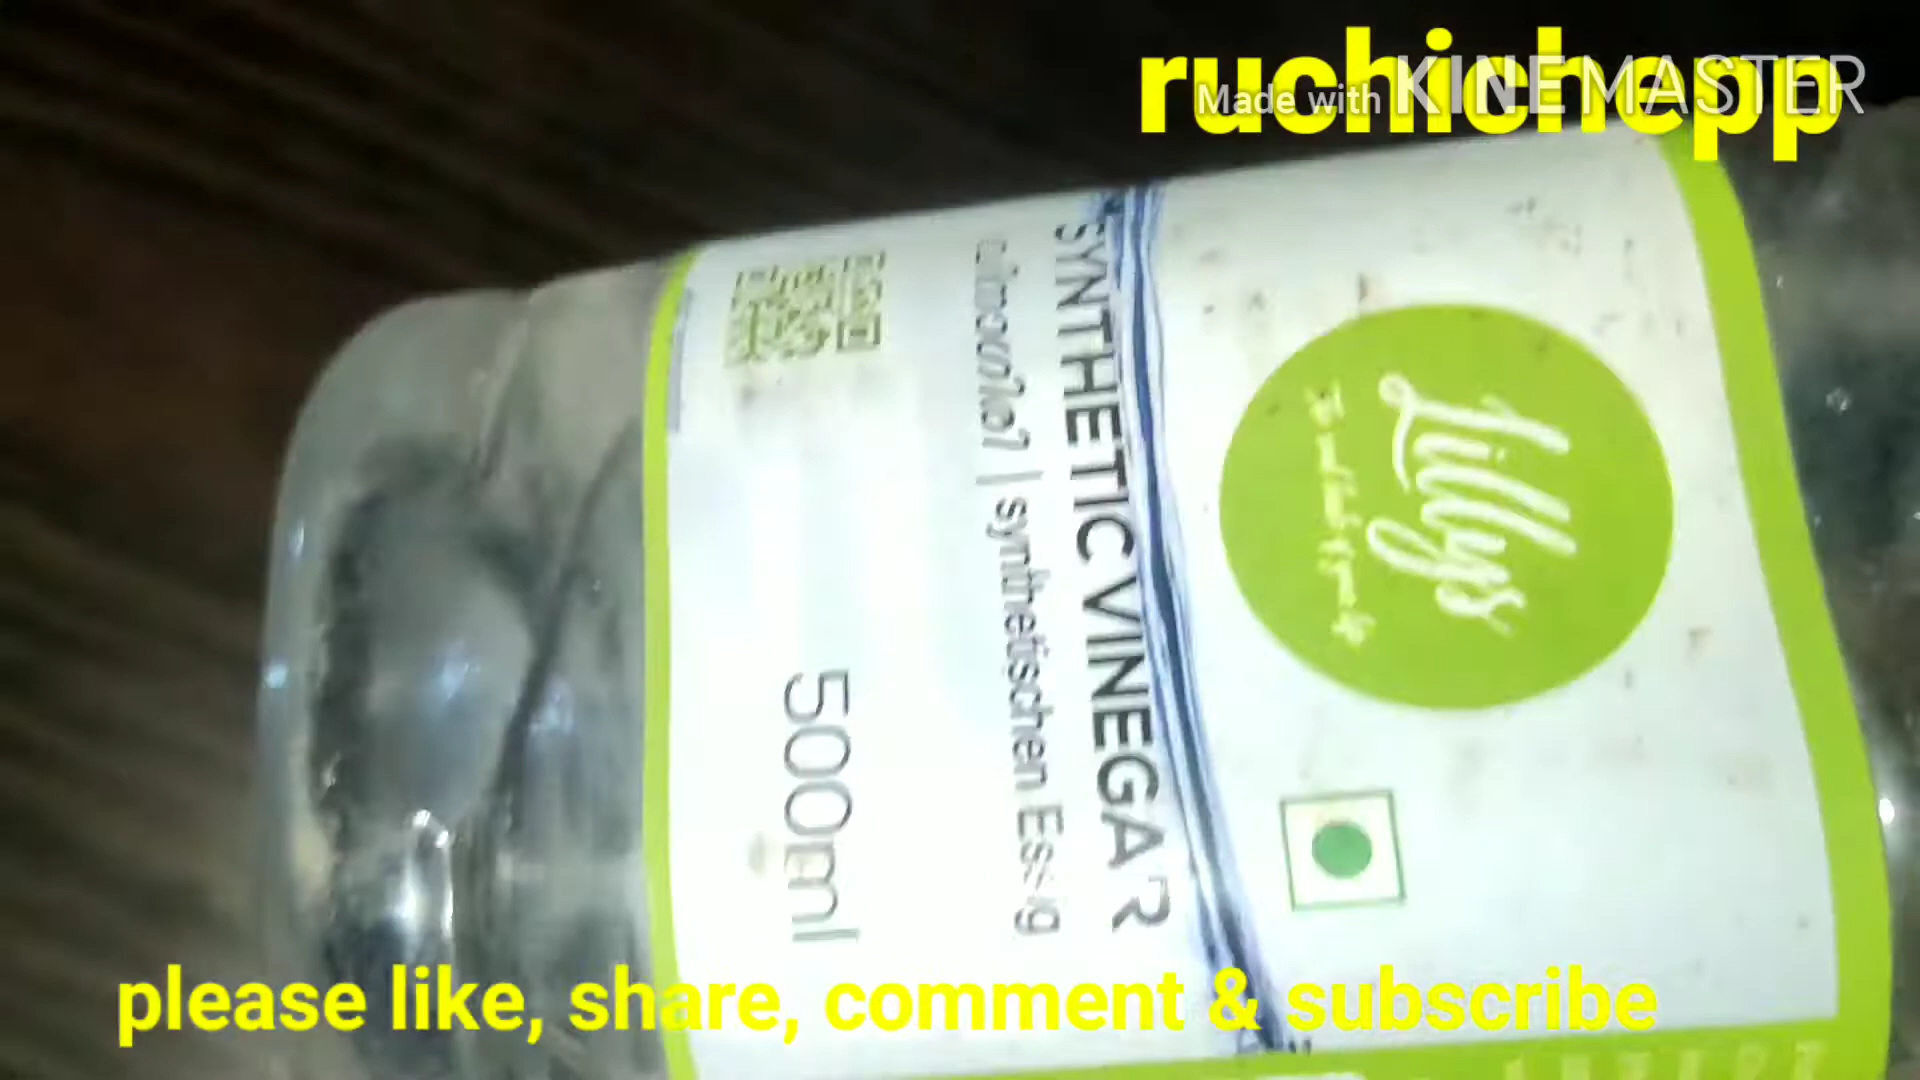 ruchichepp
Made with KINEMASTER
Lillys
SYNTHETIC VINEGAR
വിനാഗിരി | synthetischen Essig
500ml
please like, share, comment & subscribe